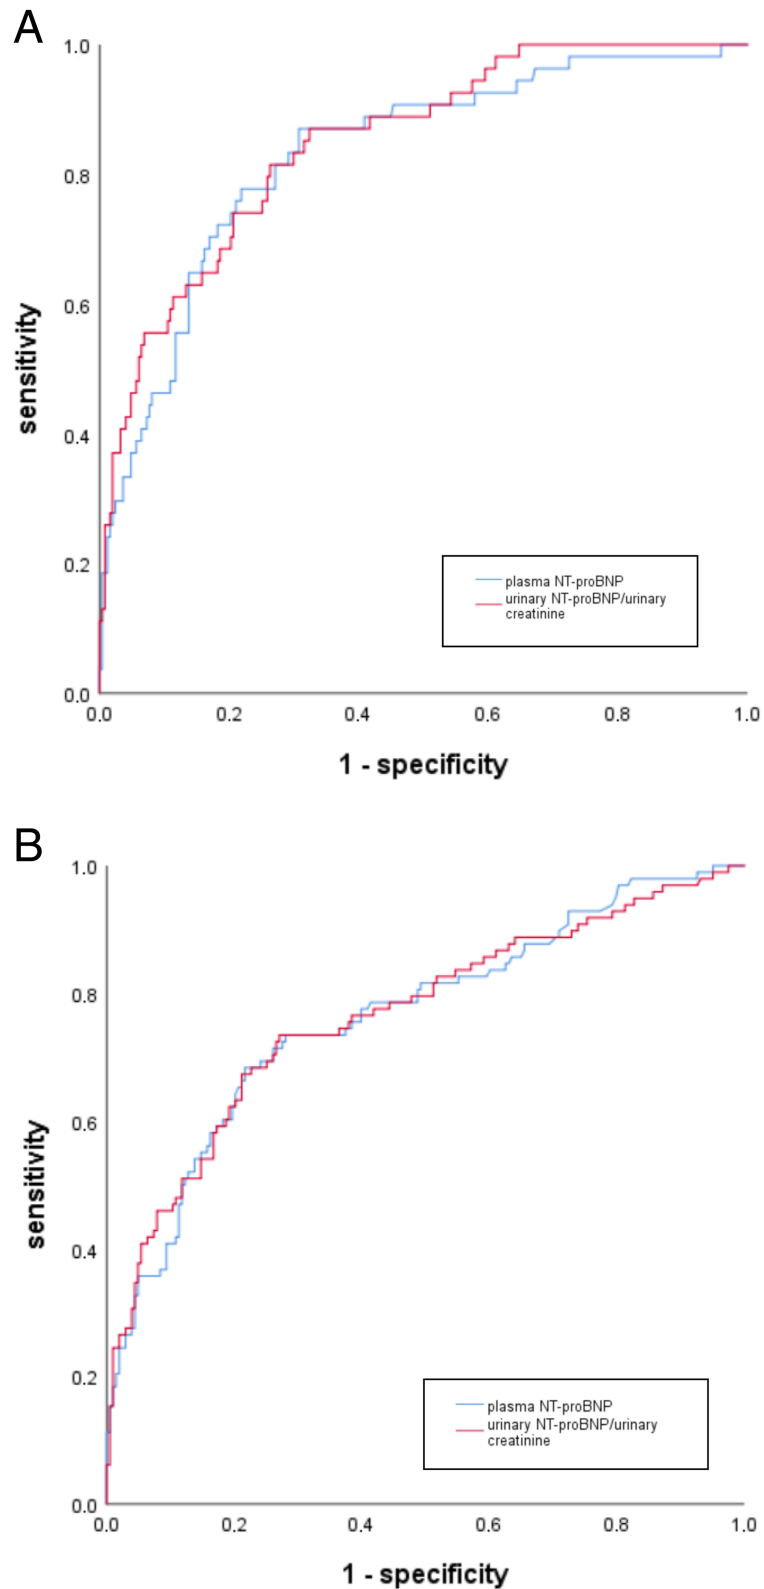 A
1.0
0.8
0.6
0.4
0.2
0.0
sensitivity
plasma NT-proBNP
urinary NT-proBNP/urinary
creatinine
0.0 0.2 0.4 0.6 0.8 1.0
1 - specificity
B
1.0
0.8
0.6
0.4
0.2
0.0
sensitivity
plasma NT-proBNP
urinary NT-proBNP/urinary
creatinine
0.0 0.2 0.4 0.6 0.8 1.0
1 - specificity